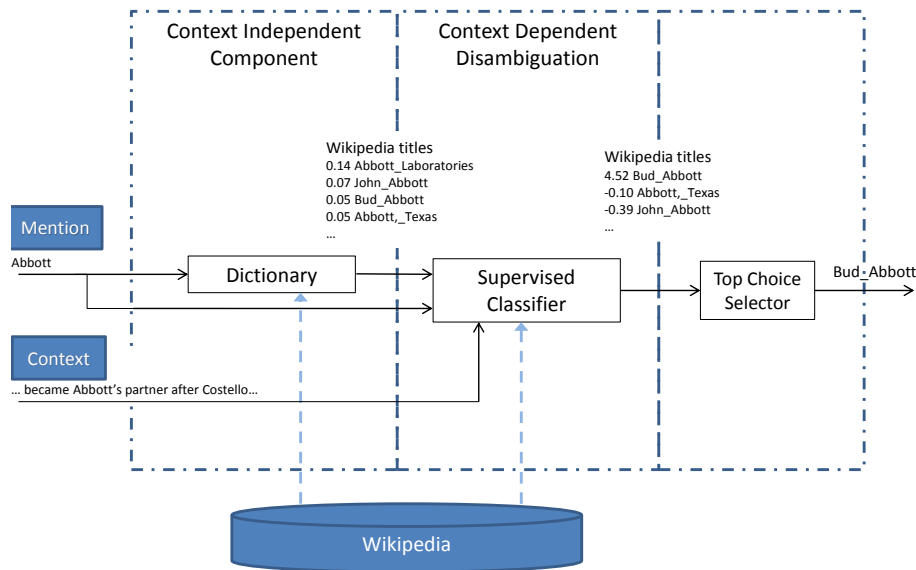 Context Independent
Component
Context Dependent
Disambiguation
Wikipedia titles
0.14 Abbott_Laboratories
0.07 John_Abbott
0.05 Bud_Abbott
0.05 Abbott,_Texas
…
Wikipedia titles
4.52 Bud_Abbott
-0.10 Abbott,_Texas
-0.39 John_Abbott
…
Mention
Abbott
Dictionary
Supervised
Classifier
Top Choice
Selector
Bud_Abbott
Context
… became Abbott’s partner after Costello…
Wikipedia